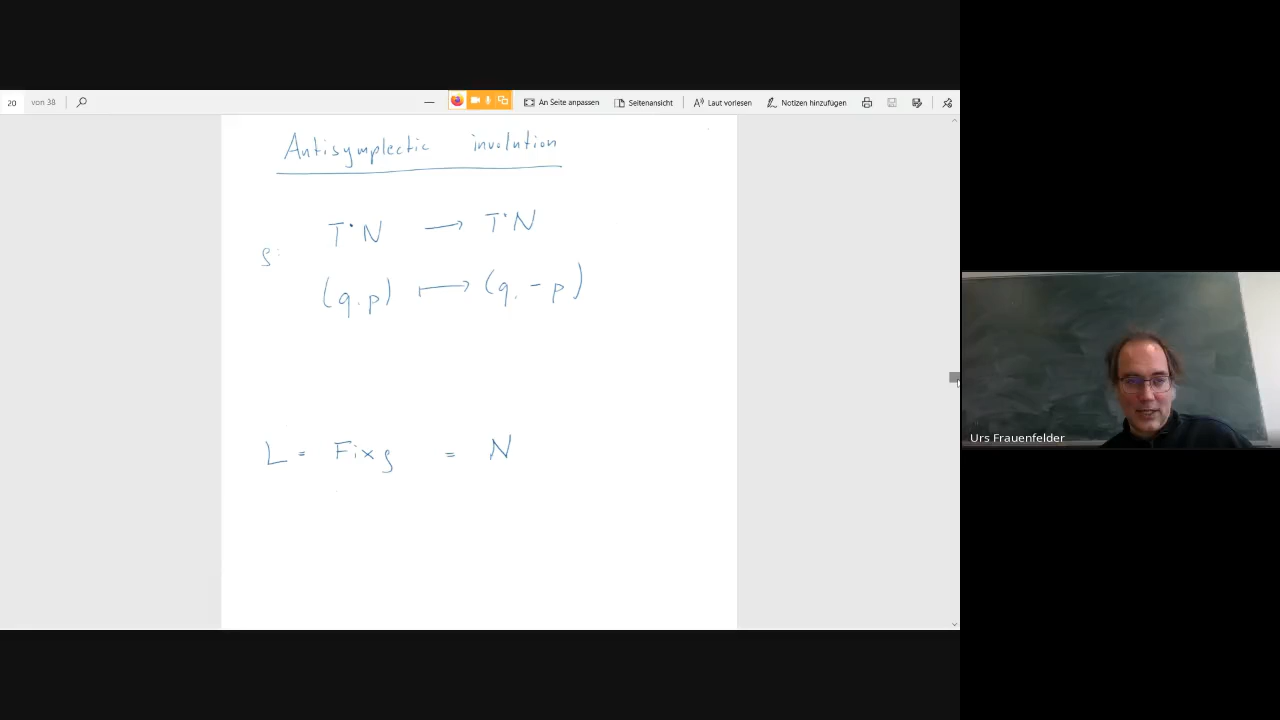 20 von 38 An Seite anpassen Seitenansicht Laut vorlesen Notizen hinzufügen
Antisymplectic involution
T*N → T*N
ρ:
(q, p) ↦ (q, -p)
L = Fix ρ = N
Urs Frauenfelder